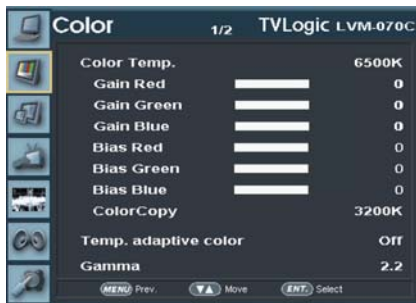 Color 1/2 TVLogic LVM-070C
Color Temp. 6500K
Gain Red 0
Gain Green 0
Gain Blue 0
Bias Red 0
Bias Green 0
Bias Blue 0
ColorCopy 3200K
Temp. adaptive color Off
Gamma 2.2
MENU Prev. ▼▲ Move ENT. Select